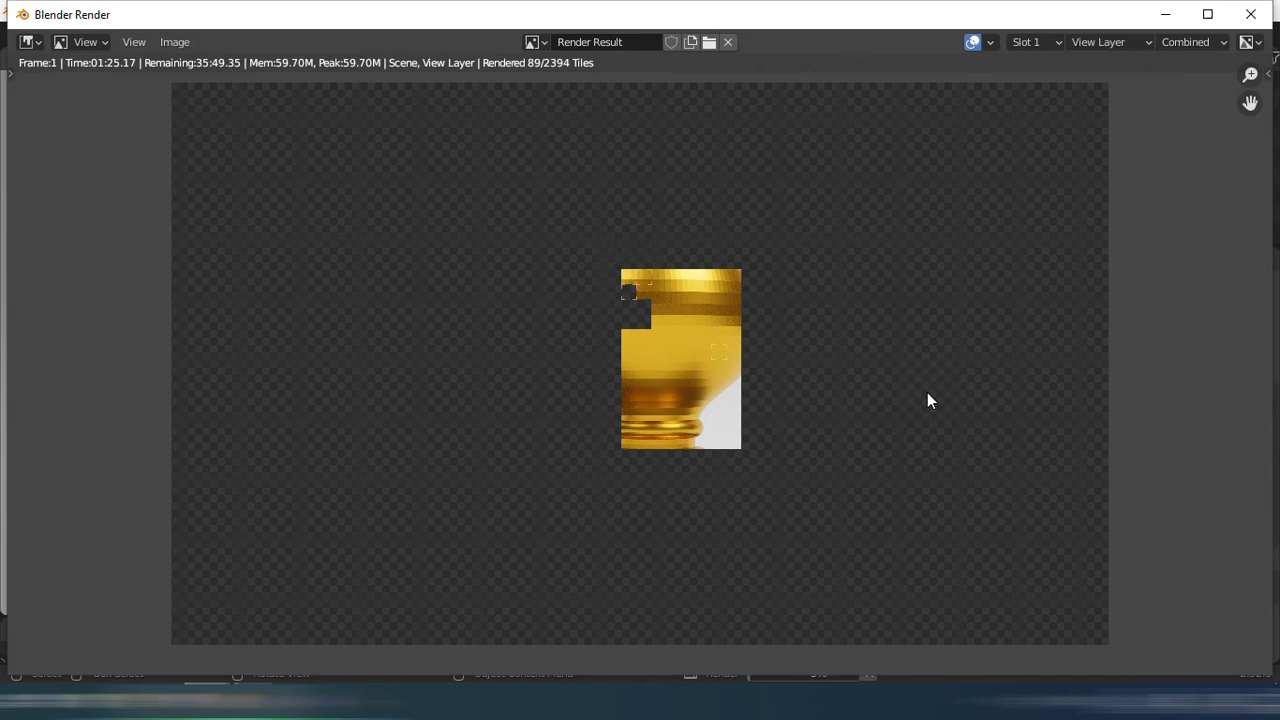 Blender Render
View View Image Render Result Slot 1 View Layer Combined
Frame:1 | Time:01:25.17 | Remaining:35:49.35 | Mem:59.70M, Peak:59.70M | Scene, View Layer | Rendered 89/2394 Tiles